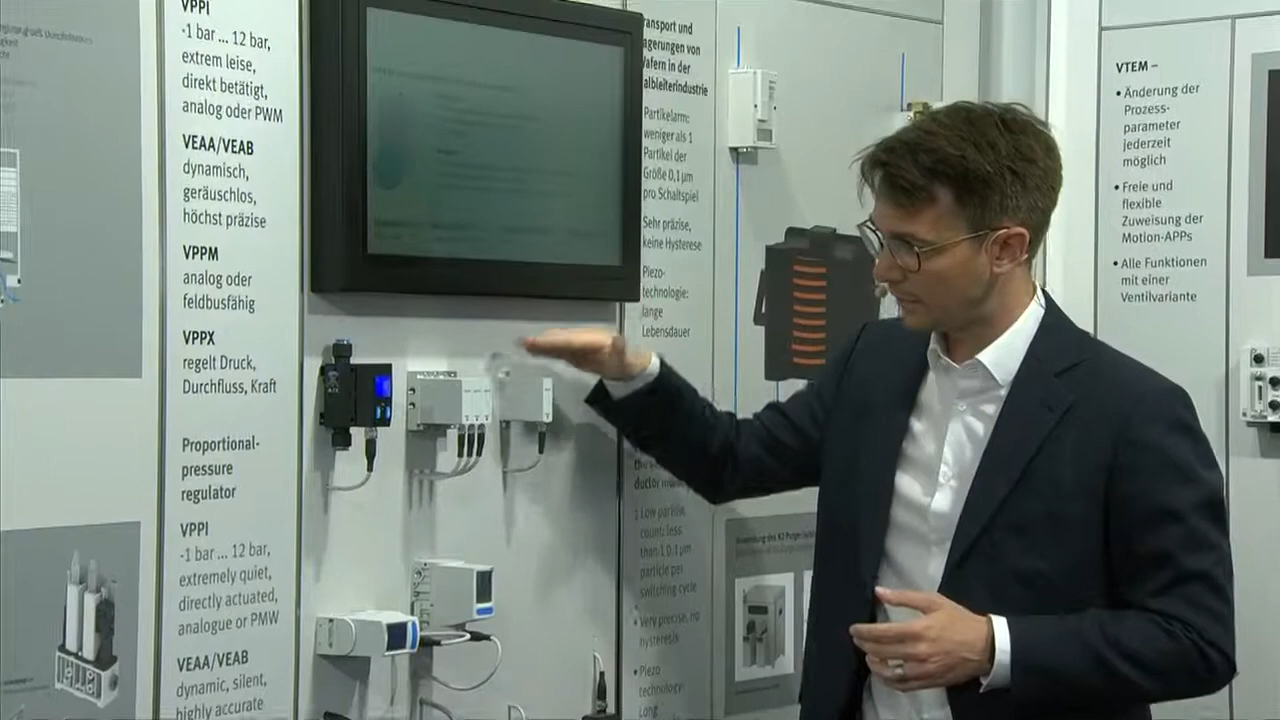 VPPI
-1 bar ... 12 bar,
extrem leise,
direkt betätigt,
analog oder PWM
VEAA/VEAB
dynamisch,
geräuschlos,
höchst präzise
VPPM
analog oder
feldbusfähig
VPPX
regelt Druck,
Durchfluss, Kraft
Proportional-
pressure
regulator
VPPI
-1 bar ... 12 bar,
extremely quiet,
directly actuated,
analogue or PMW
VEAA/VEAB
dynamic, silent,
highly accurate
ransport und
agerungen von
afern in der
albleiterindustrie
Partikelarm:
weniger als 1
Partikel der
Größe 0,1 µm
pro Schaltspiel
Sehr präzise,
keine Hysterese
Piezo-
technologie:
lange
Lebensdauer
Low particle
count: less
than 1 0.1 µm
particle per
switching cycle
• Very precise, no
hysteresis
• Piezo
technology:
Long
VTEM –
• Änderung der
Prozess-
parameter
jederzeit
möglich
• Freie und
flexible
Zuweisung der
Motion-APPs
• Alle Funktionen
mit einer
Ventilvariante